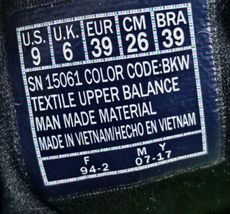 U.S. U.K. EUR CM BRA
9 6 39 26 39
SN 15061 COLOR CODE:BKW
TEXTILE UPPER BALANCE
MAN MADE MATERIAL
MADE IN VIETNAM/HECHO EN VIETNAM
F M Y
94-2 07-17